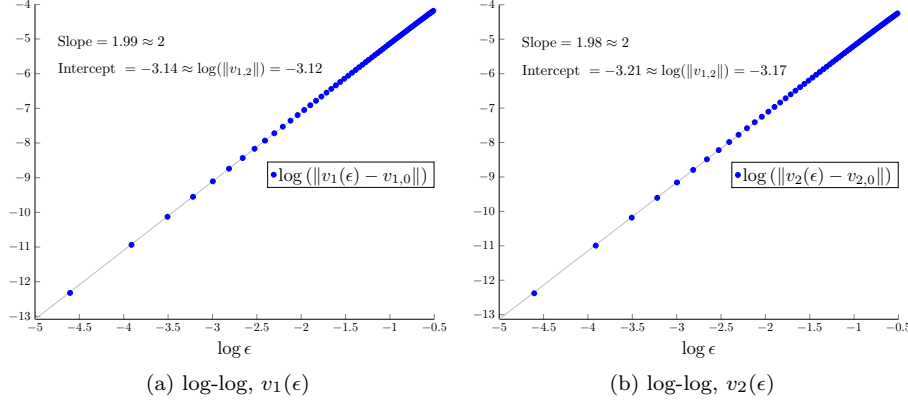 −4
−5
−6
−7
−8
−9
−10
−11
−12
−13
Slope = 1.99 ≈ 2
Intercept = −3.14 ≈ log(‖v1,2‖) = −3.12
log (‖v1(ϵ) − v1,0‖)
−5 −4.5 −4 −3.5 −3 −2.5 −2 −1.5 −1 −0.5
log ϵ
(a) log-log, v1(ϵ)
−4
−5
−6
−7
−8
−9
−10
−11
−12
−13
Slope = 1.98 ≈ 2
Intercept = −3.21 ≈ log(‖v1,2‖) = −3.17
log (‖v2(ϵ) − v2,0‖)
−5 −4.5 −4 −3.5 −3 −2.5 −2 −1.5 −1 −0.5
log ϵ
(b) log-log, v2(ϵ)